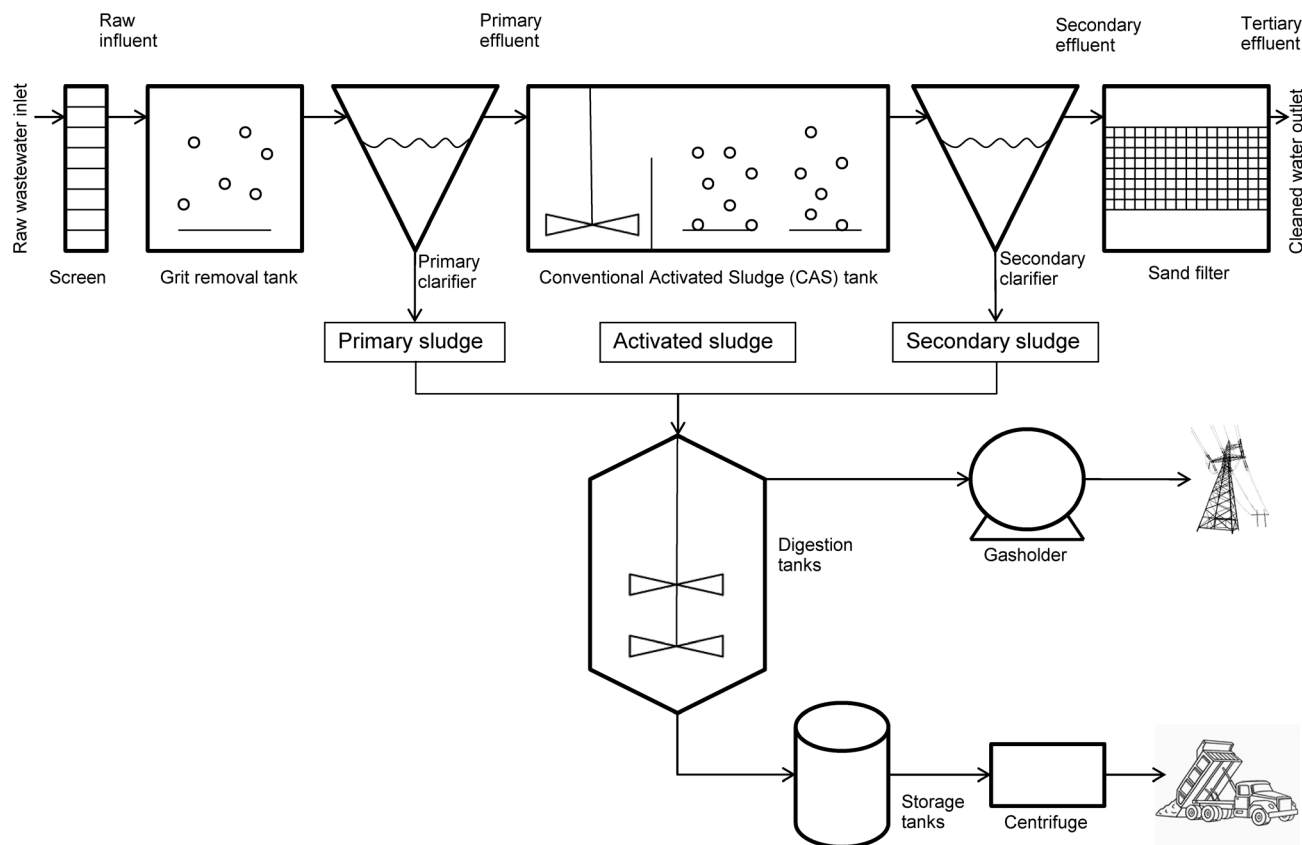 Raw
influent
Primary
effluent
Secondary
effluent
Tertiary
effluent
Raw wastewater inlet
Cleaned water outlet
Screen
Grit removal tank
Primary
clarifier
Conventional Activated Sludge (CAS) tank
Secondary
clarifier
Sand filter
Primary sludge
Activated sludge
Secondary sludge
Digestion
tanks
Gasholder
Storage
tanks
Centrifuge